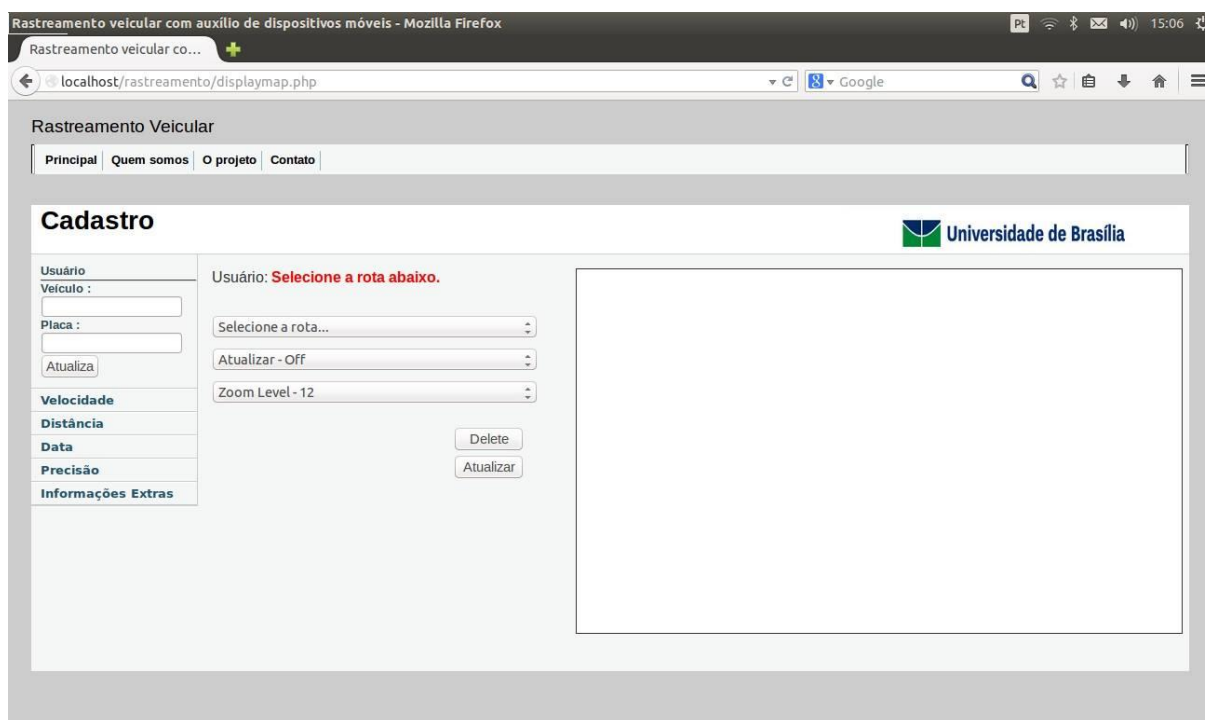 Rastreamento veicular com auxílio de dispositivos móveis - Mozilla Firefox
Pt
15:06
Rastreamento veicular co...
localhost/rastreamento/displaymap.php
Google
Rastreamento Veicular
Principal Quem somos O projeto Contato
Cadastro
Universidade de Brasília
Usuário
Veículo :
Placa :
Atualiza
Velocidade
Distância
Data
Precisão
Informações Extras
Usuário: Selecione a rota abaixo.
Selecione a rota...
Atualizar - Off
Zoom Level - 12
Delete
Atualizar